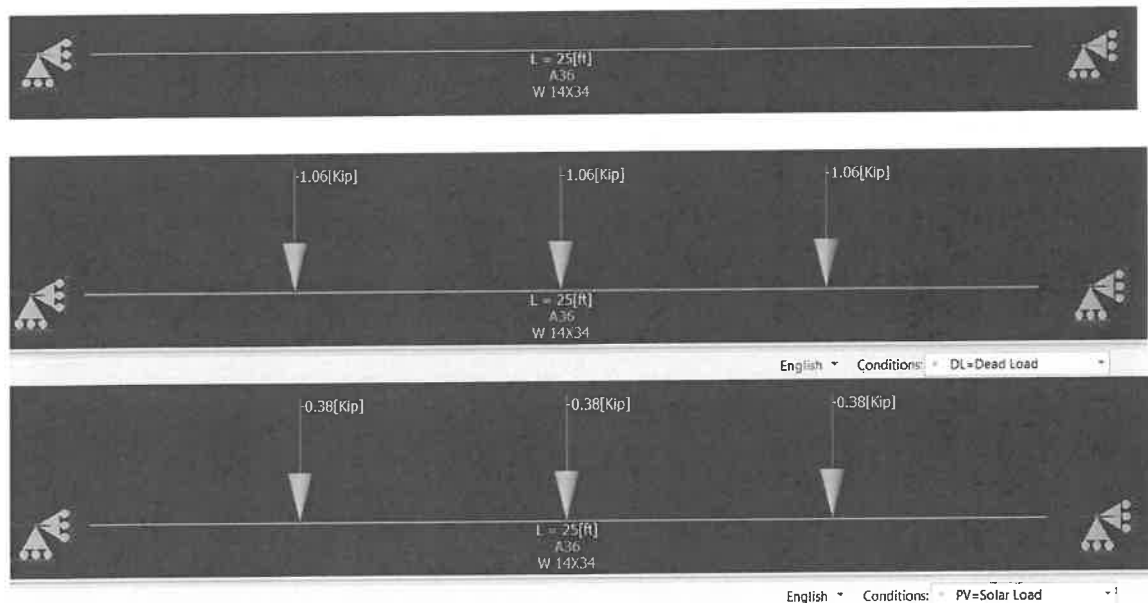 L = 25[ft]
A36
W 14X34
-1.06[Kip] -1.06[Kip] -1.06[Kip]
L = 25[ft]
A36
W 14X34
English Conditions: DL=Dead Load
-0.38[Kip] -0.38[Kip] -0.38[Kip]
L = 25[ft]
A36
W 14X34
English Conditions: PV=Solar Load